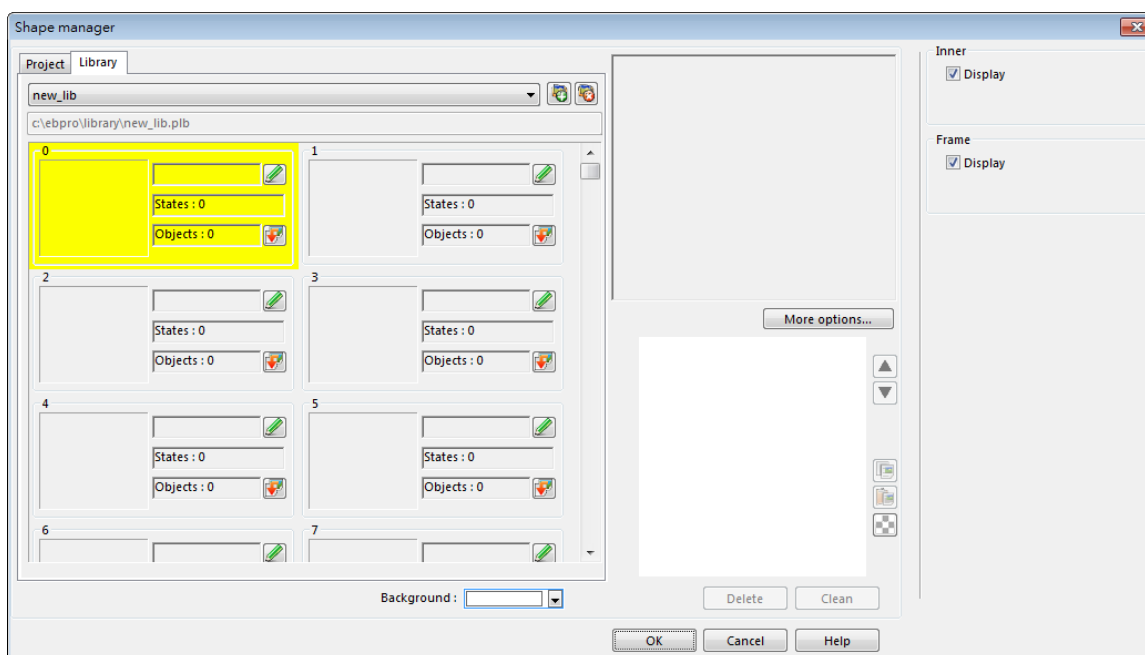 Shape manager
Project Library
new_lib
c:\ebpro\library\new_lib.plb
0
States : 0
Objects : 0
1
States : 0
Objects : 0
2
States : 0
Objects : 0
3
States : 0
Objects : 0
4
States : 0
Objects : 0
5
States : 0
Objects : 0
6
7
Background :
More options...
Delete Clean
OK Cancel Help
Inner
Display
Frame
Display